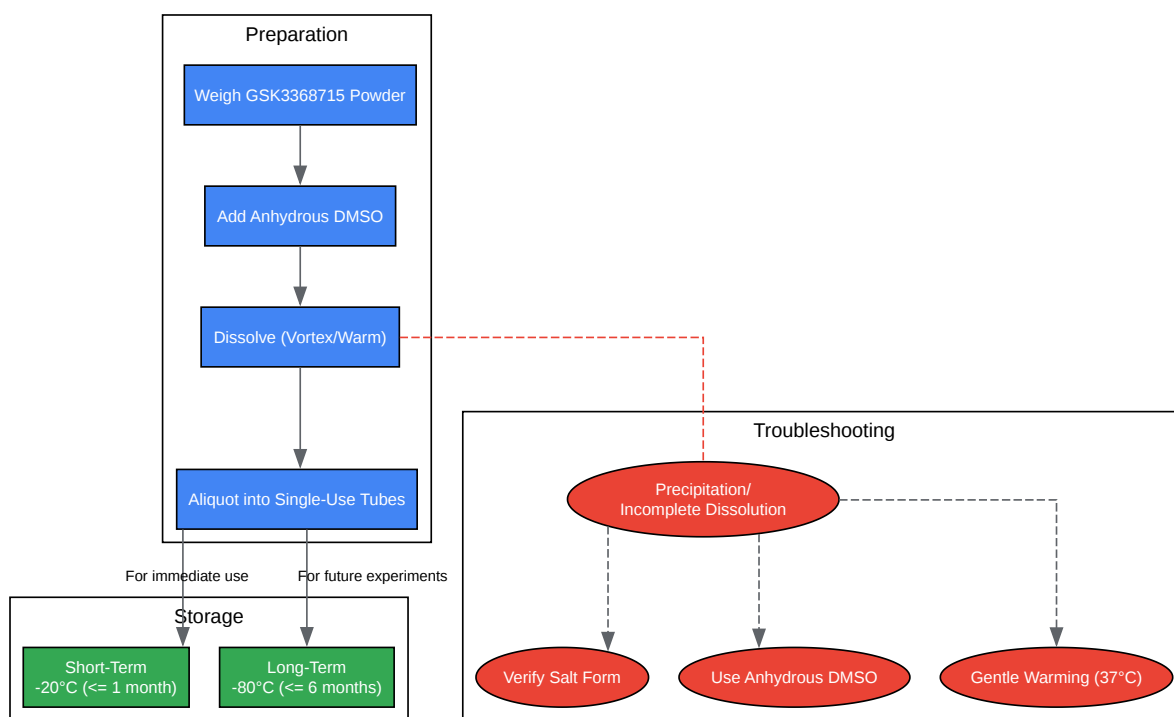 Preparation
Weigh GSK3368715 Powder
Add Anhydrous DMSO
Dissolve (Vortex/Warm)
Aliquot into Single-Use Tubes
For immediate use
For future experiments
Storage
Short-Term
-20°C (<= 1 month)
Long-Term
-80°C (<= 6 months)
Troubleshooting
Precipitation/
Incomplete Dissolution
Verify Salt Form
Use Anhydrous DMSO
Gentle Warming (37°C)